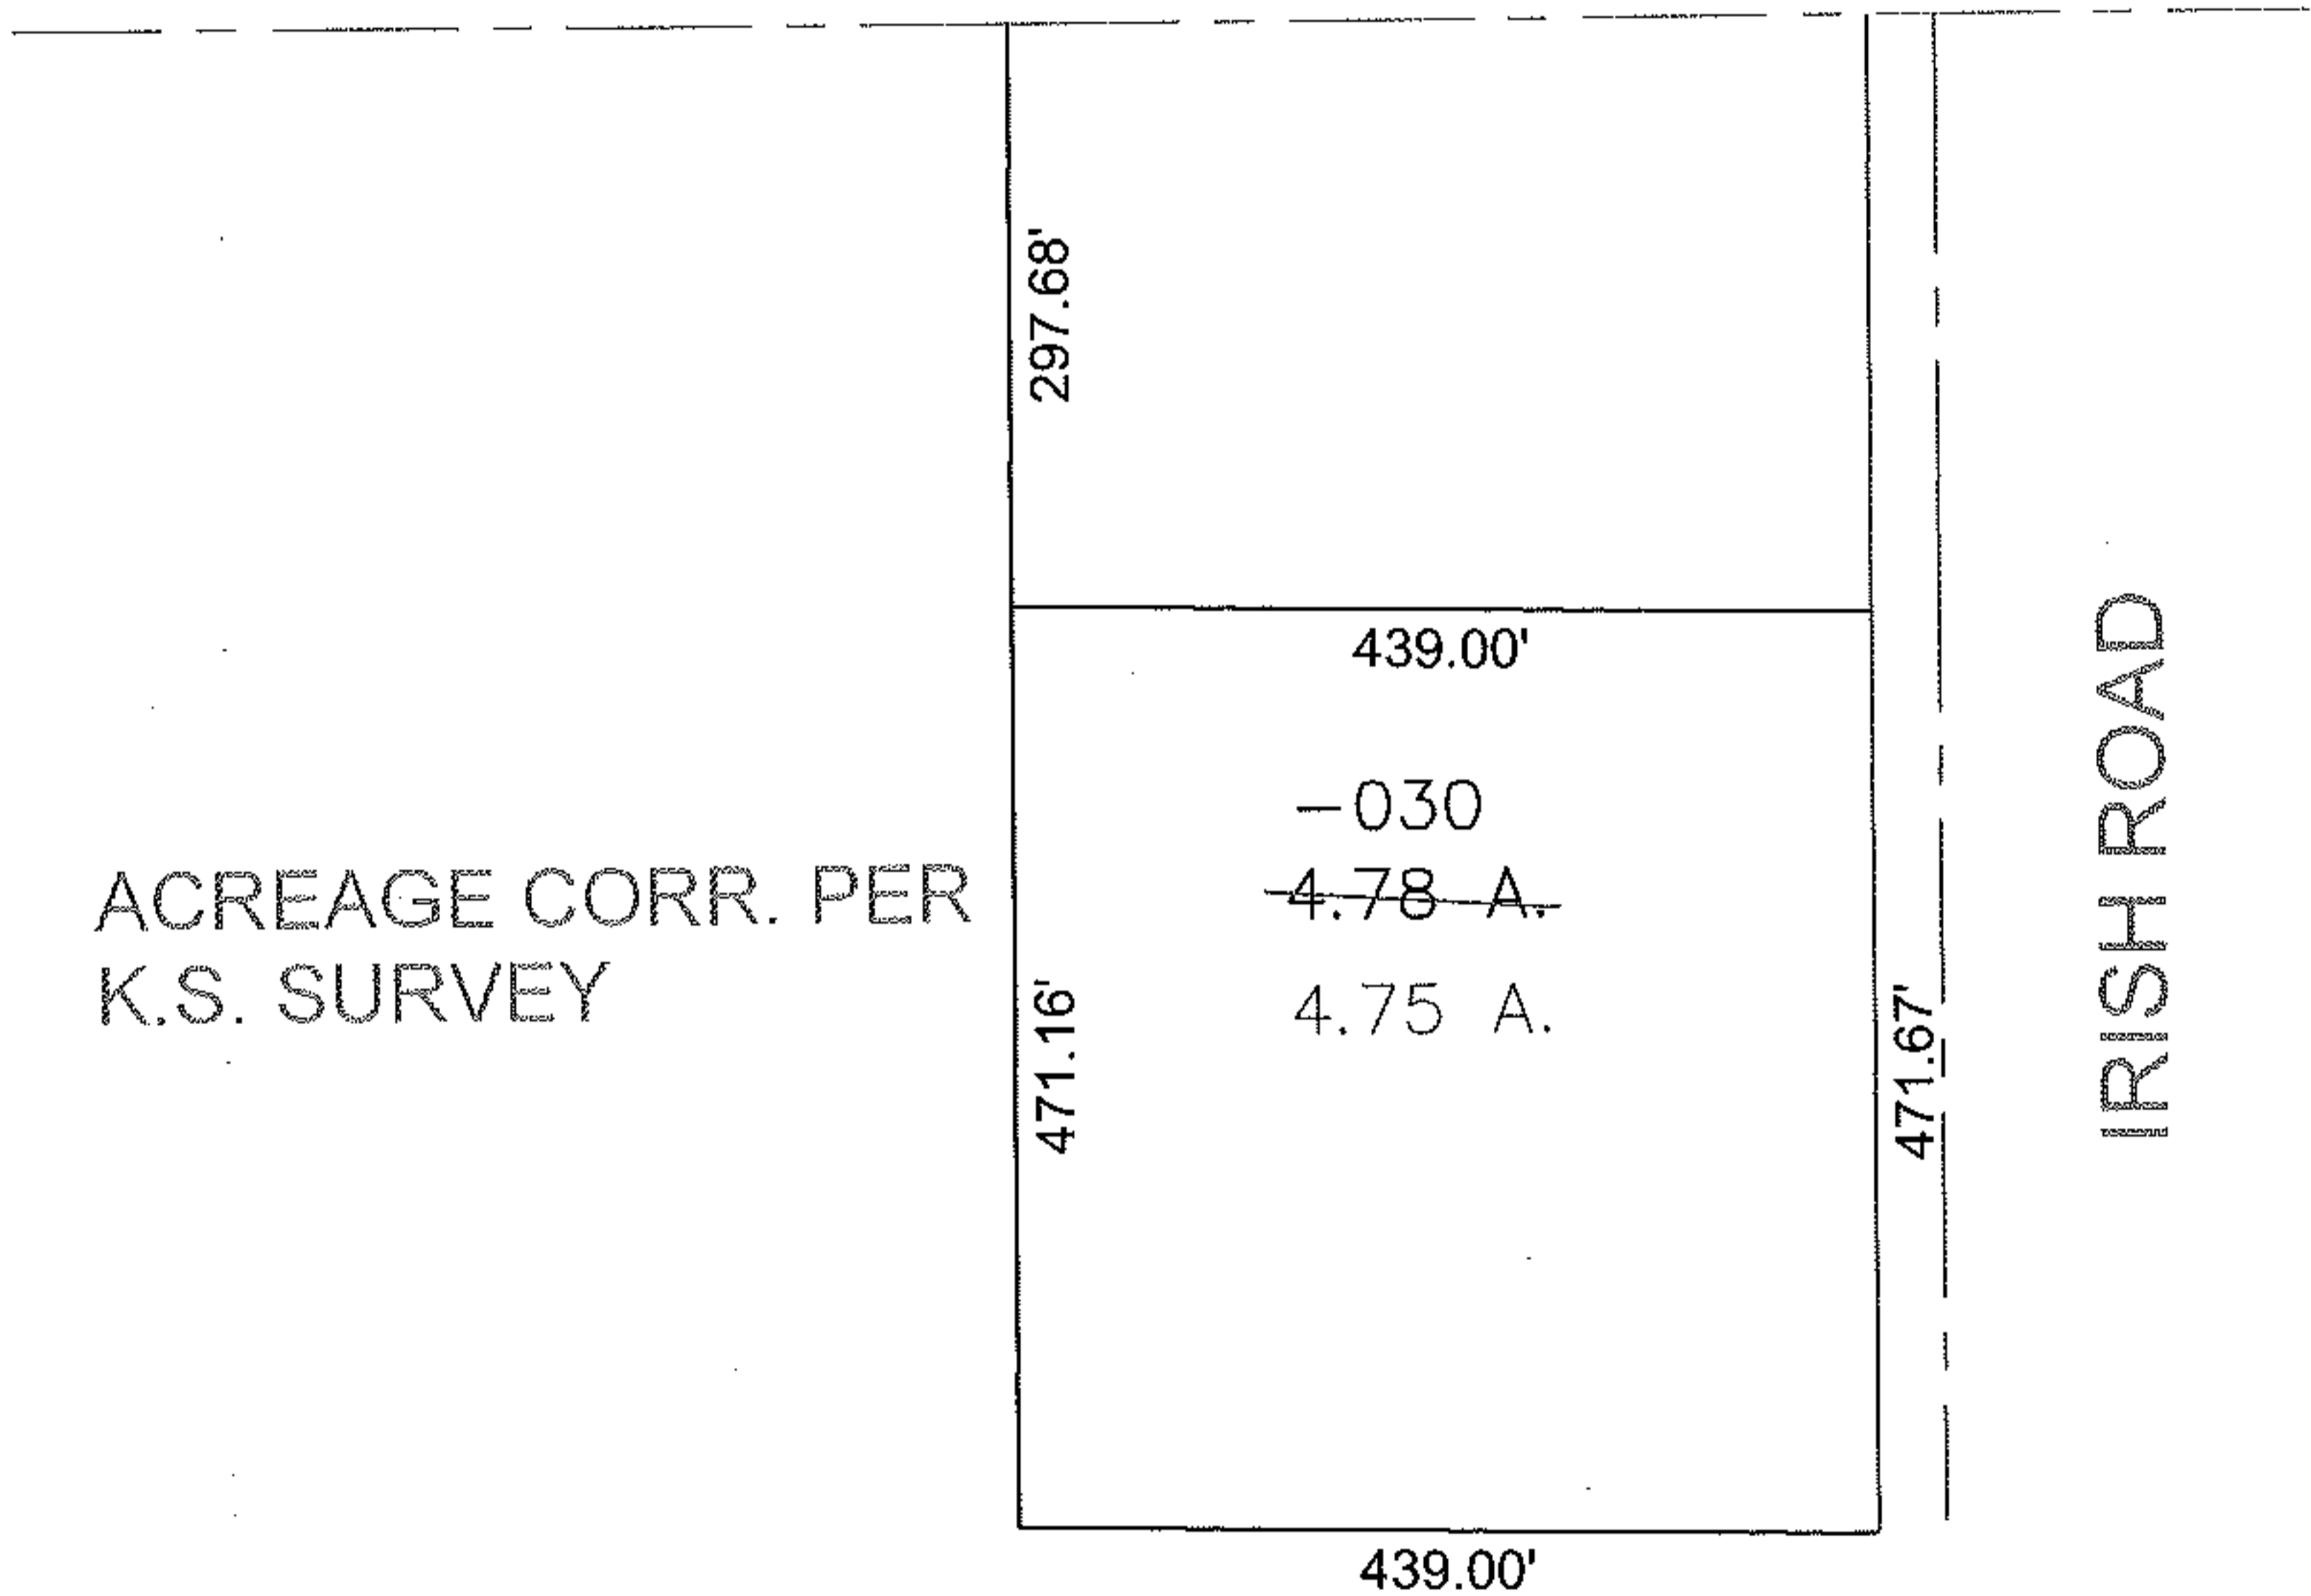 297.68'
439.00'
-030
4.78 A.
4.75 A.
ACREAGE CORR. PER
K.S. SURVEY
471.16'
471.67'
IRISH ROAD
439.00'